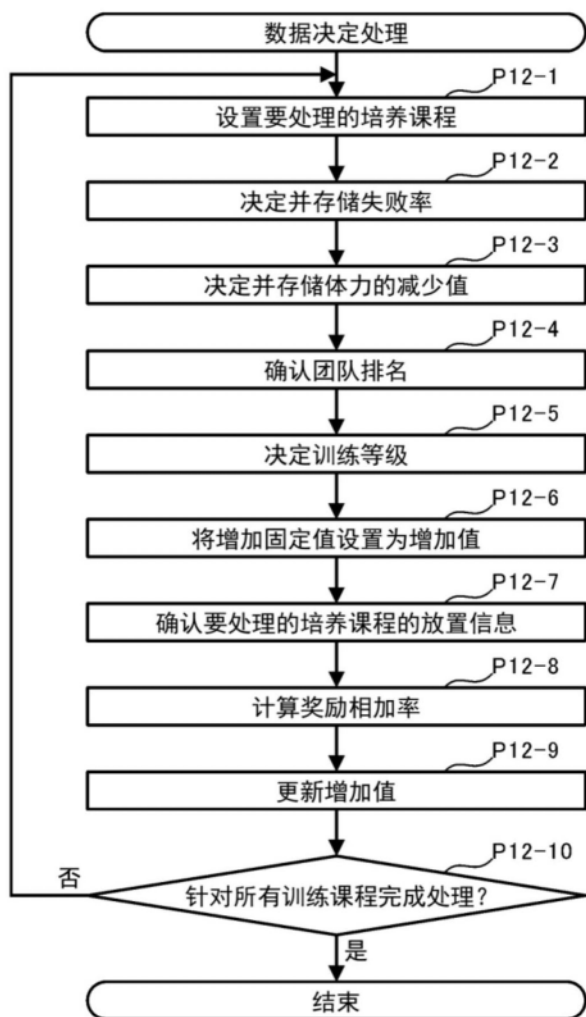 数据决定处理
P12-1
设置要处理的培养课程
P12-2
决定并存储失败率
P12-3
决定并存储体力的减少值
P12-4
确认团队排名
P12-5
决定训练等级
P12-6
将增加固定值设置为增加值
P12-7
确认要处理的培养课程的放置信息
P12-8
计算奖励相加率
P12-9
更新增加值
P12-10
否
针对所有训练课程完成处理?
是
结束